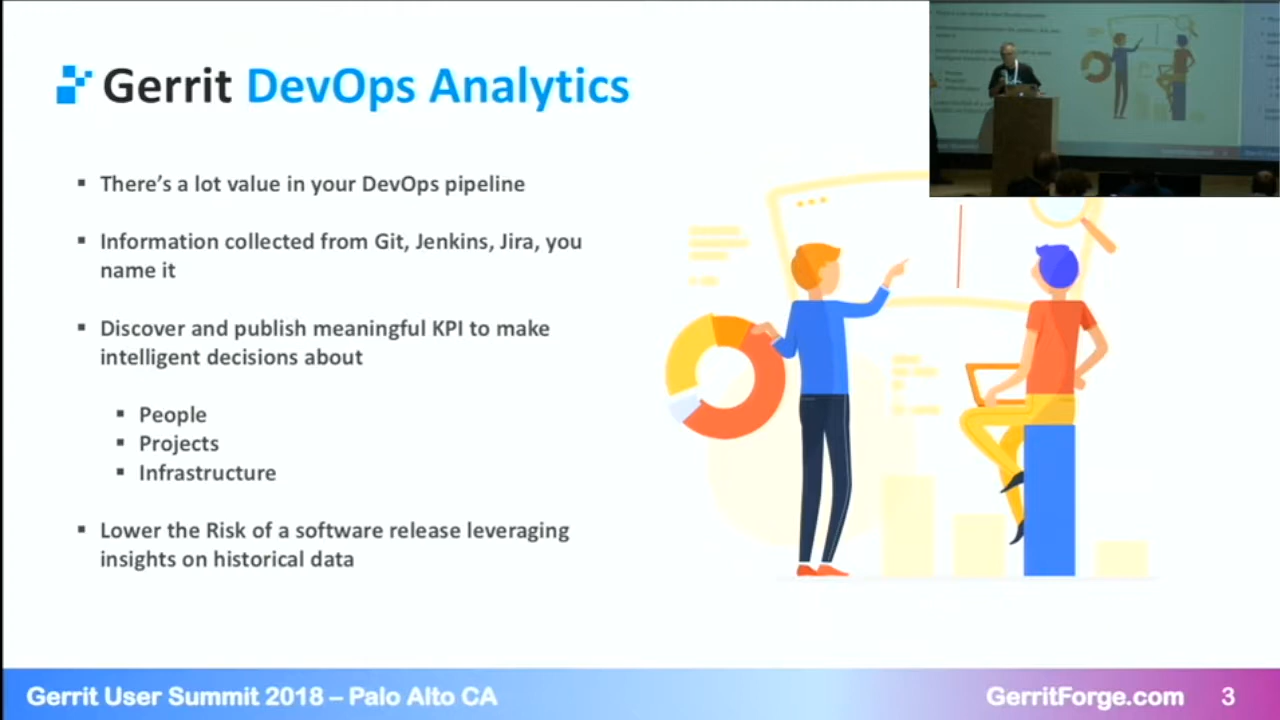 Gerrit DevOps Analytics
▪ There's a lot value in your DevOps pipeline
▪ Information collected from Git, Jenkins, Jira, you
name it
▪ Discover and publish meaningful KPI to make
intelligent decisions about
▪ People
▪ Projects
▪ Infrastructure
▪ Lower the Risk of a software release leveraging
insights on historical data
Gerrit User Summit 2018 – Palo Alto CA
GerritForge.com 3